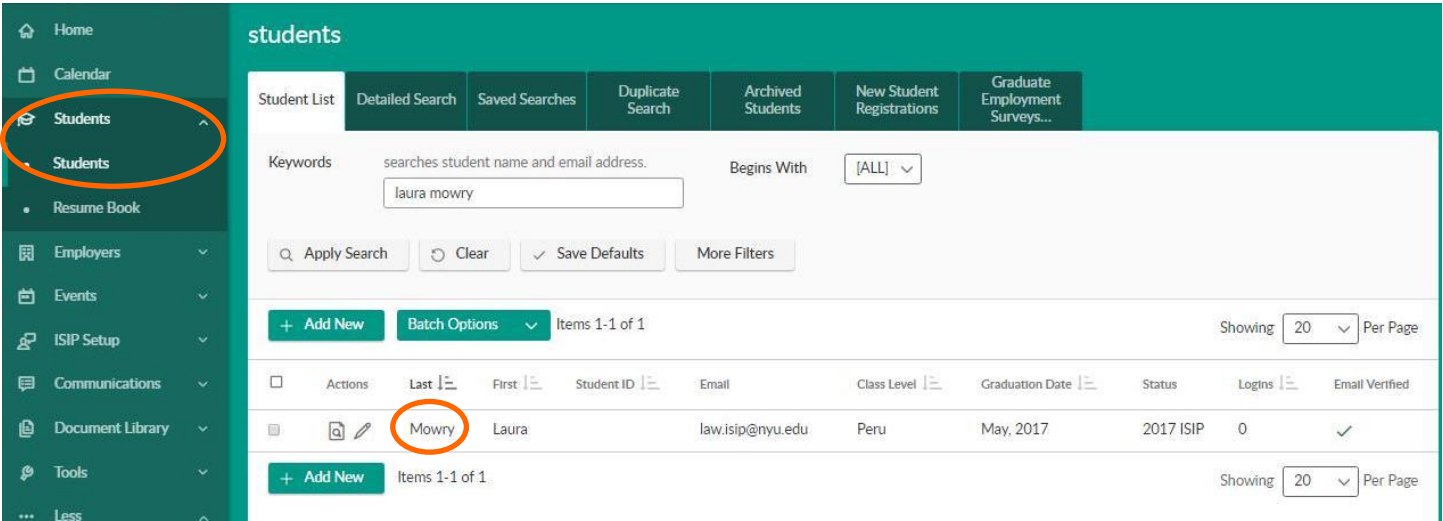 Home
Calendar
Students
Students
Resume Book
Employers
Events
ISIP Setup
Communications
Document Library
Tools
Less
students
Student List Detailed Search Saved Searches Duplicate Search Archived Students New Student Registrations Graduate Employment Surveys...
Keywords searches student name and email address. Begins With [ALL]
laura mowry
Apply Search Clear Save Defaults More Filters
+ Add New Batch Options Items 1-1 of 1 Showing 20 Per Page
Actions Last First Student ID Email Class Level Graduation Date Status Logins Email Verified
Mowry Laura law.isip@nyu.edu Peru May, 2017 2017 ISIP 0
+ Add New Items 1-1 of 1 Showing 20 Per Page